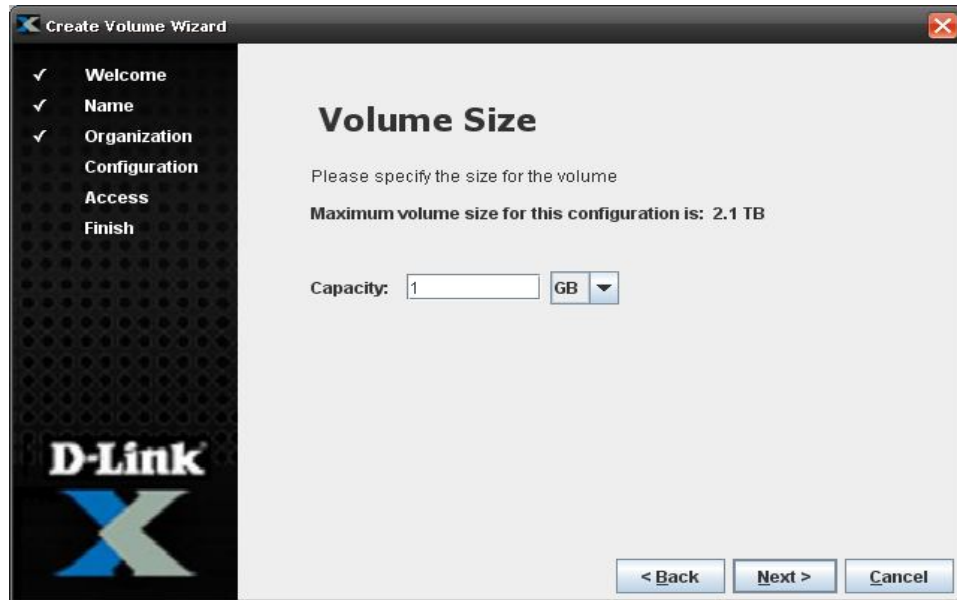 Create Volume Wizard
✓ Welcome
✓ Name
✓ Organization
Configuration
Access
Finish
D-Link
Volume Size
Please specify the size for the volume
Maximum volume size for this configuration is: 2.1 TB
Capacity: 1 GB
< Back Next > Cancel